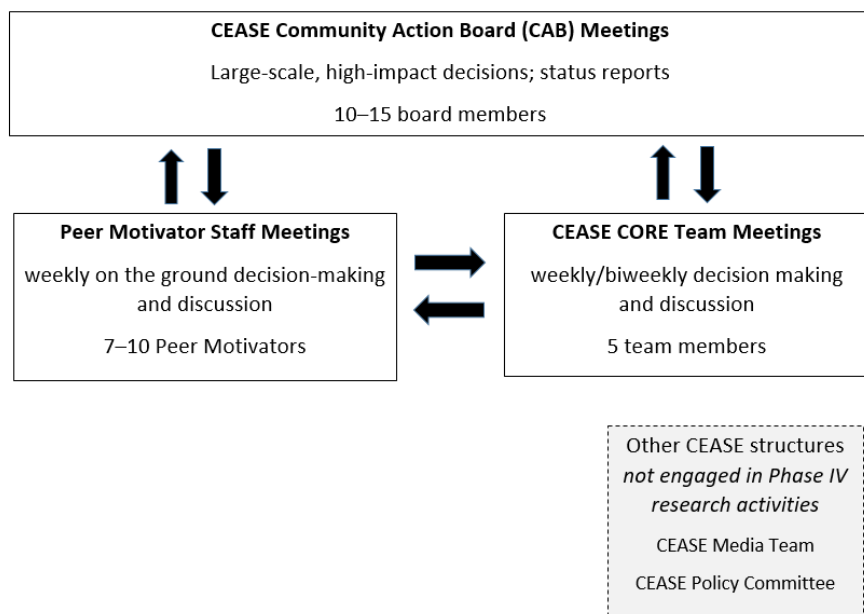 CEASE Community Action Board (CAB) Meetings
Large-scale, high-impact decisions; status reports
10–15 board members
Peer Motivator Staff Meetings
weekly on the ground decision-making
and discussion
7–10 Peer Motivators
CEASE CORE Team Meetings
weekly/biweekly decision making
and discussion
5 team members
Other CEASE structures
not engaged in Phase IV
research activities
CEASE Media Team
CEASE Policy Committee